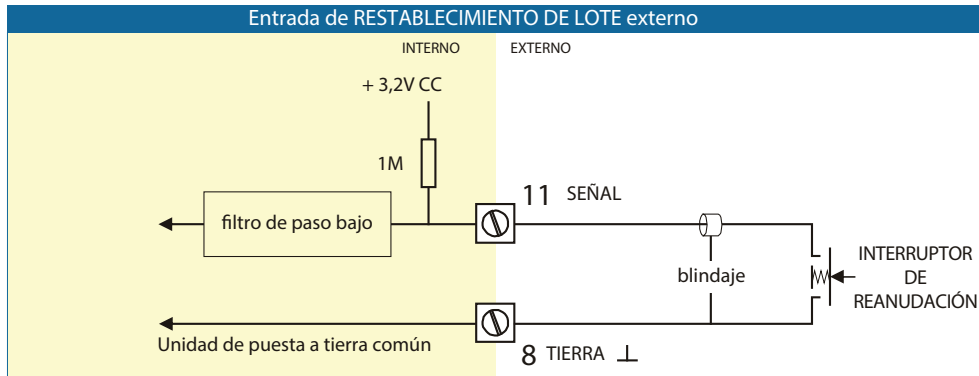 Entrada de RESTABLECIMIENTO DE LOTE externo
INTERNO
EXTERNO
+ 3,2V CC
1M
11 SEÑAL
filtro de paso bajo
blindaje
INTERRUPTOR
DE
REANUDACIÓN
Unidad de puesta a tierra común
8 TIERRA